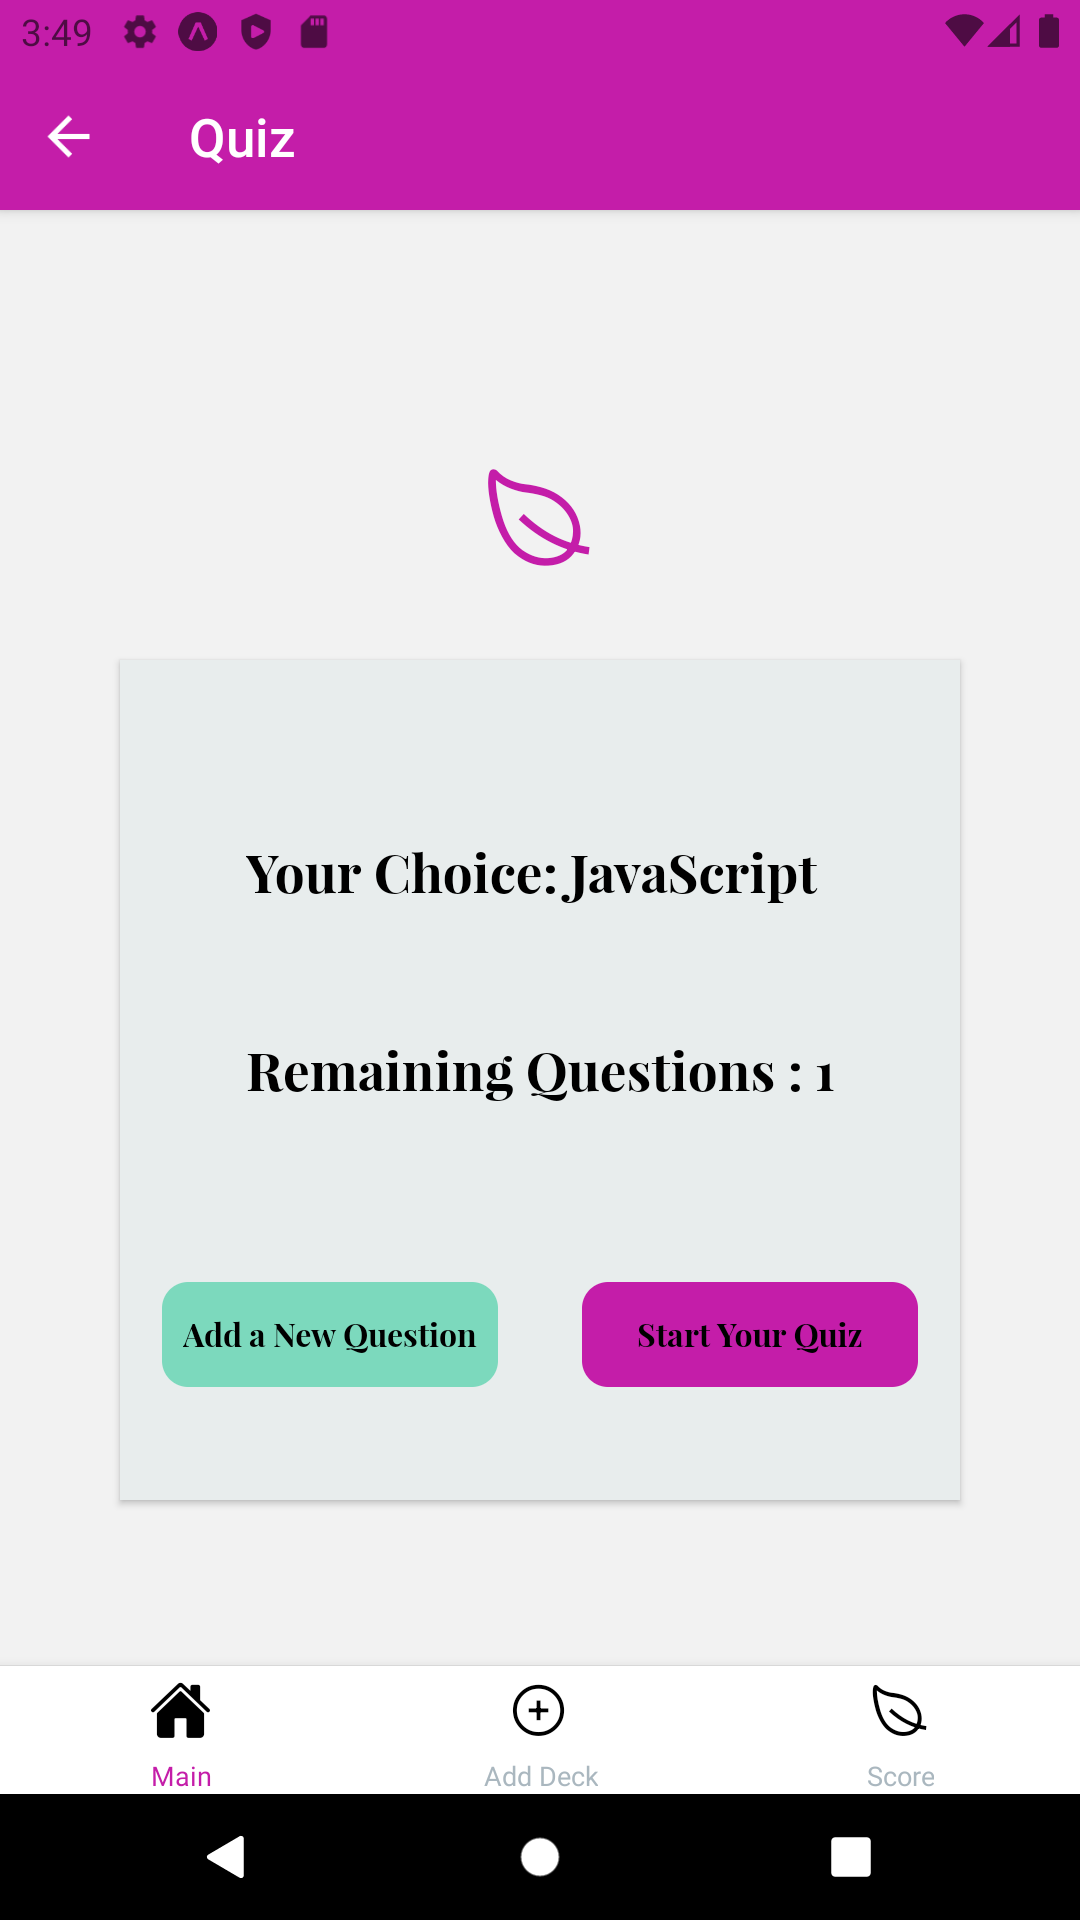 3:49
Quiz
Your Choice: JavaScript
Remaining Questions : 1
Add a New Question
Start Your Quiz
Main
Add Deck
Score